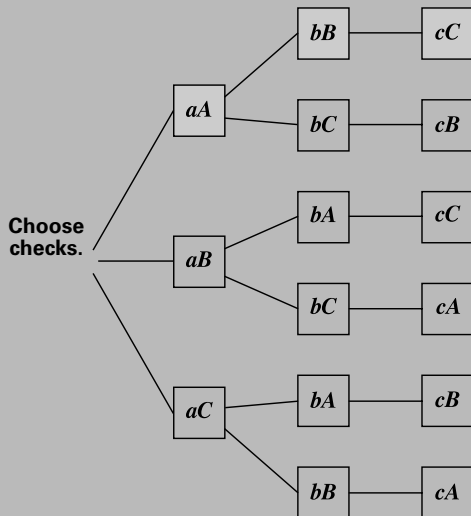 bB cC
aA
bC cB
bA cC
Choose
checks.
aB
bC cA
bA cB
aC
bB cA